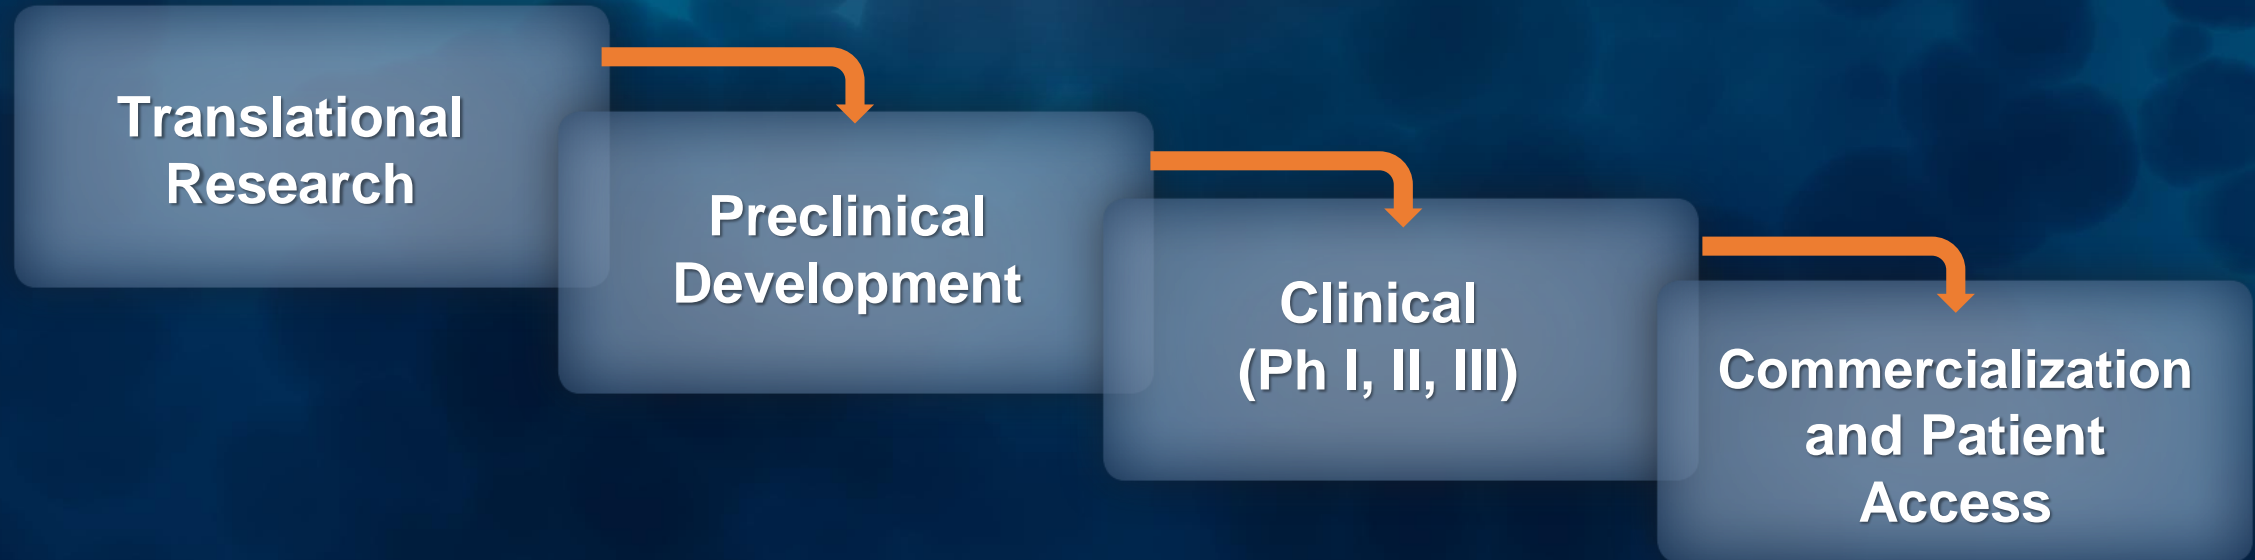 Translational
Research
Preclinical
Development
Clinical
(Ph I, II, III)
Commercialization
and Patient
Access